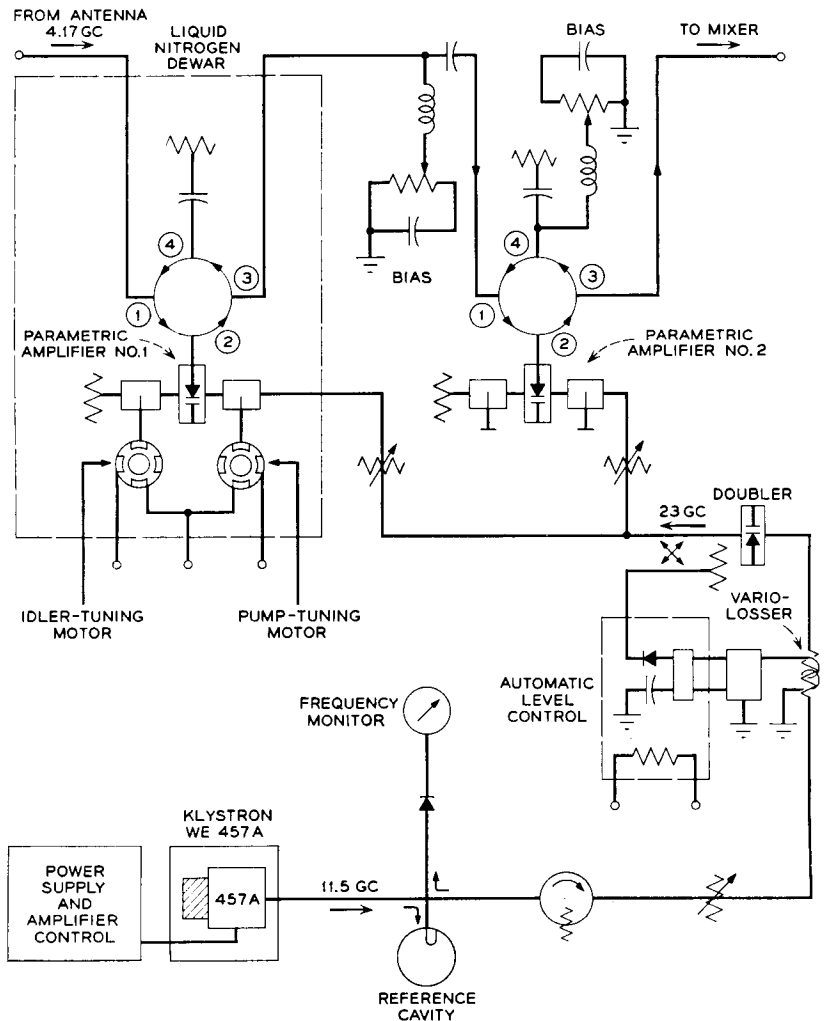 FROM ANTENNA
4.17 GC
LIQUID
NITROGEN
DEWAR
BIAS
TO MIXER
4
3
1
2
BIAS
4
3
1
2
PARAMETRIC
AMPLIFIER NO.1
PARAMETRIC
AMPLIFIER NO.2
DOUBLER
23 GC
IDLER-TUNING
MOTOR
PUMP-TUNING
MOTOR
VARIO-
LOSSER
AUTOMATIC
LEVEL
CONTROL
FREQUENCY
MONITOR
KLYSTRON
WE 457A
POWER
SUPPLY
AND
AMPLIFIER
CONTROL
457A
11.5 GC
REFERENCE
CAVITY